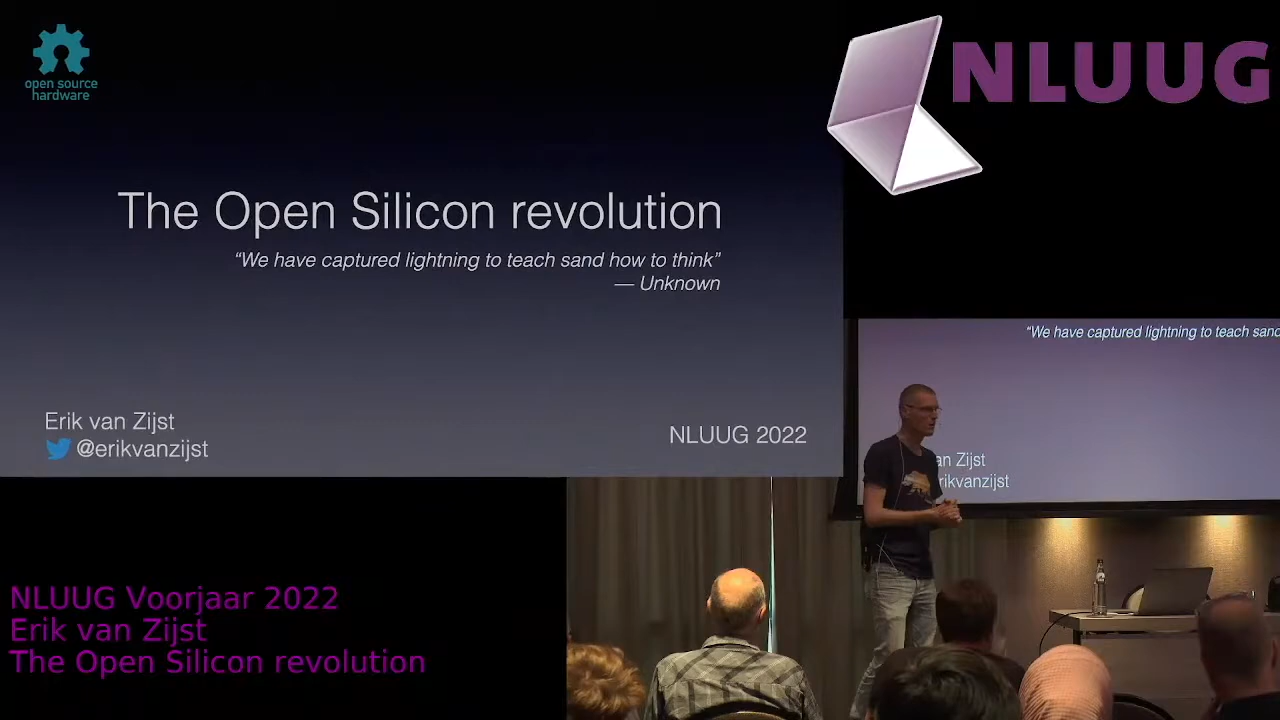 open source
hardware
NLUUG
The Open Silicon revolution
“We have captured lightning to teach sand how to think”
— Unknown
Erik van Zijst
@erikvanzijst
NLUUG 2022
“We have captured lightning to teach sand
an Zijst
rikvanzijst
NLUUG Voorjaar 2022
Erik van Zijst
The Open Silicon revolution